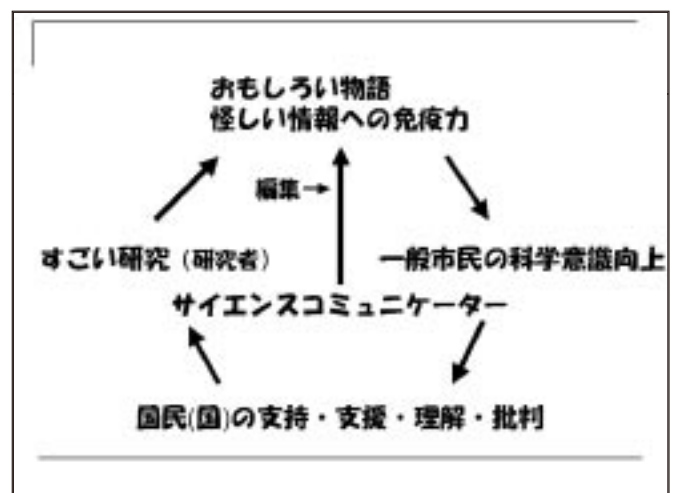 おもしろい物語
怪しい情報への免疫力
編集→
すごい研究（研究者）
一般市民の科学意識向上
サイエンスコミュニケーター
国民(国)の支持・支援・理解・批判